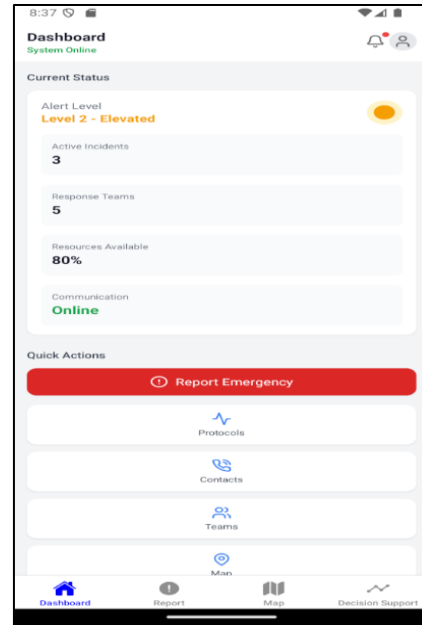 8:37
Dashboard
System Online
Current Status
Alert Level
Level 2 - Elevated
Active Incidents
3
Response Teams
5
Resources Available
80%
Communication
Online
Quick Actions
Report Emergency
Protocols
Contacts
Teams
Map
Dashboard Report Map Decision Support